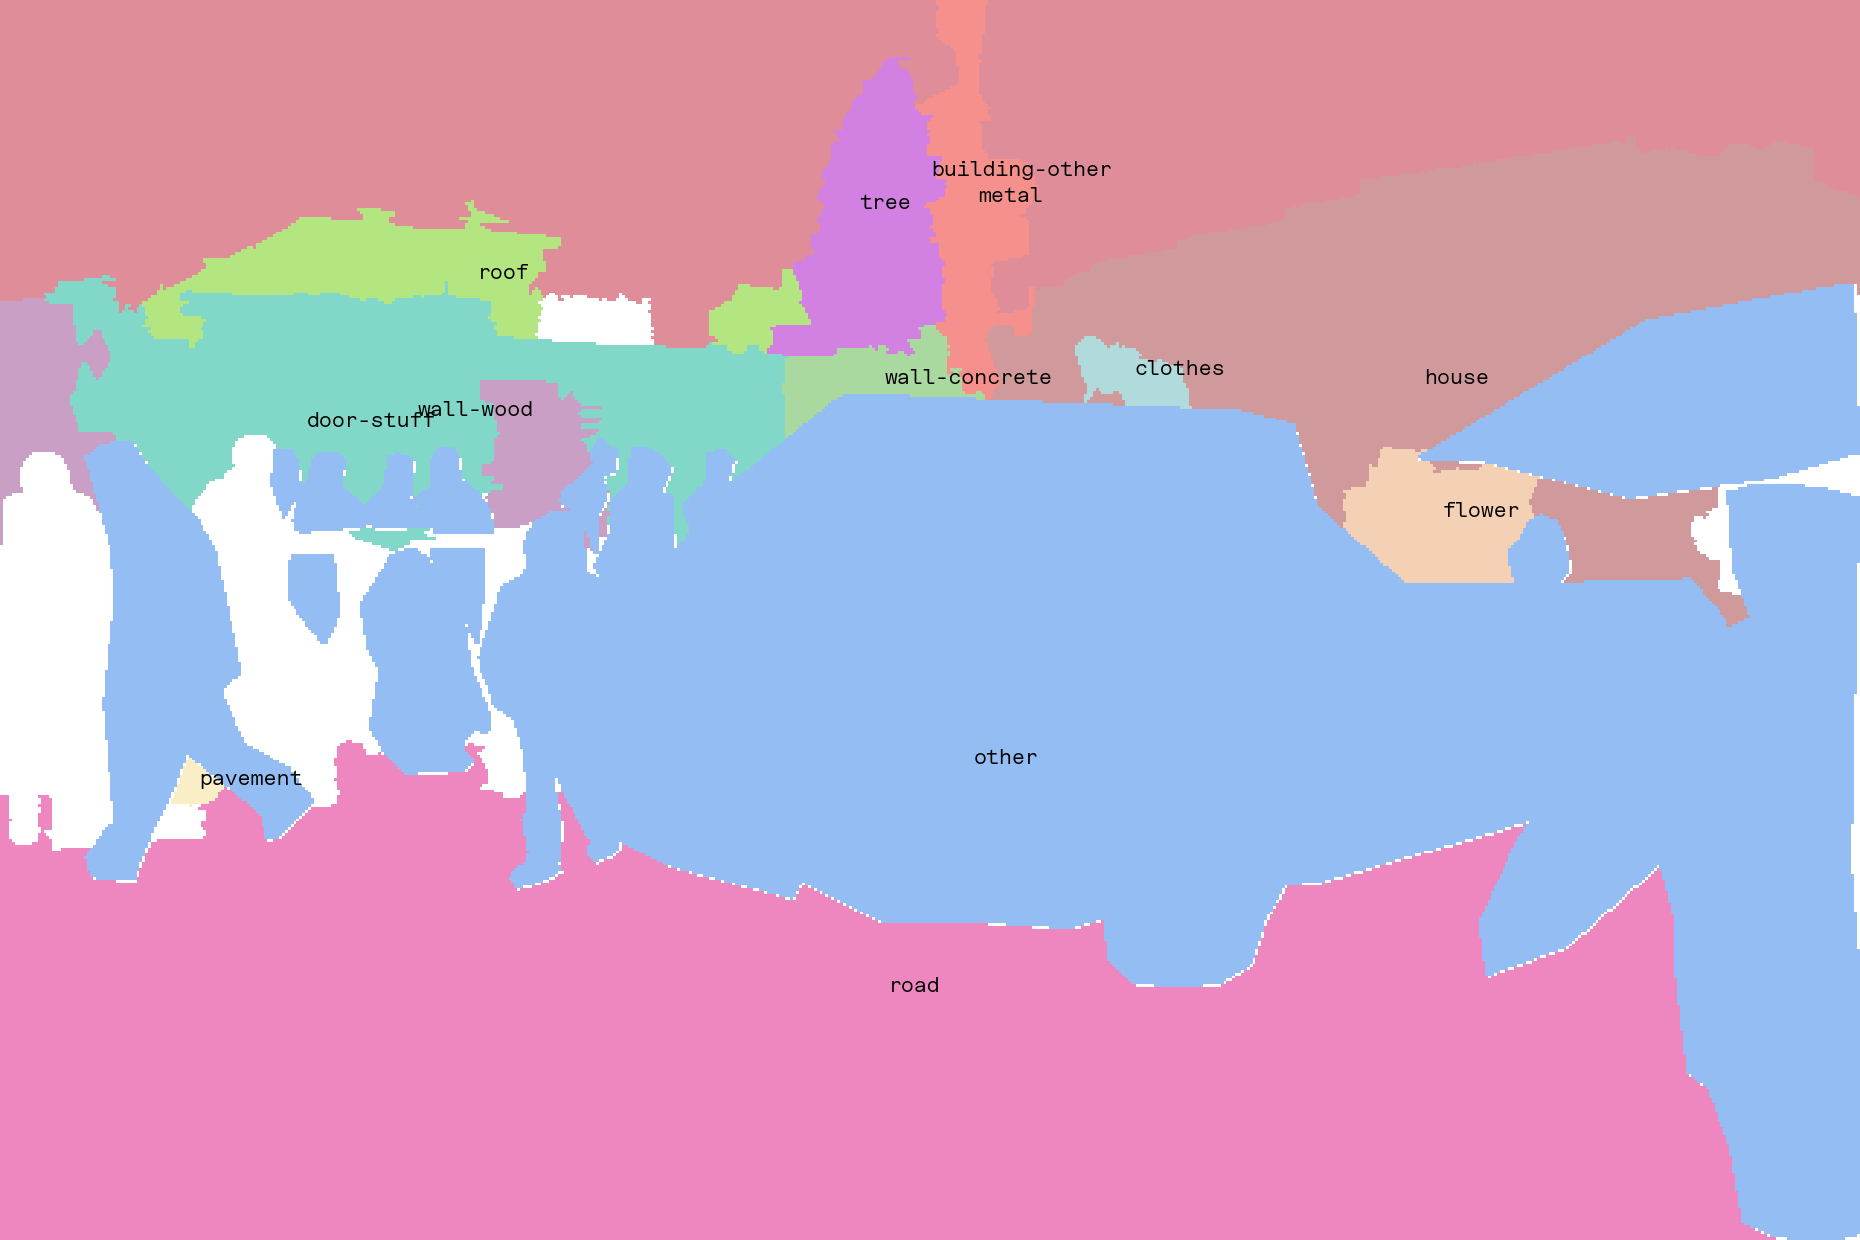 building-other
metal
tree
roof
wall-concrete
clothes
house
wall-wood
door-stuff
flower
other
pavement
road